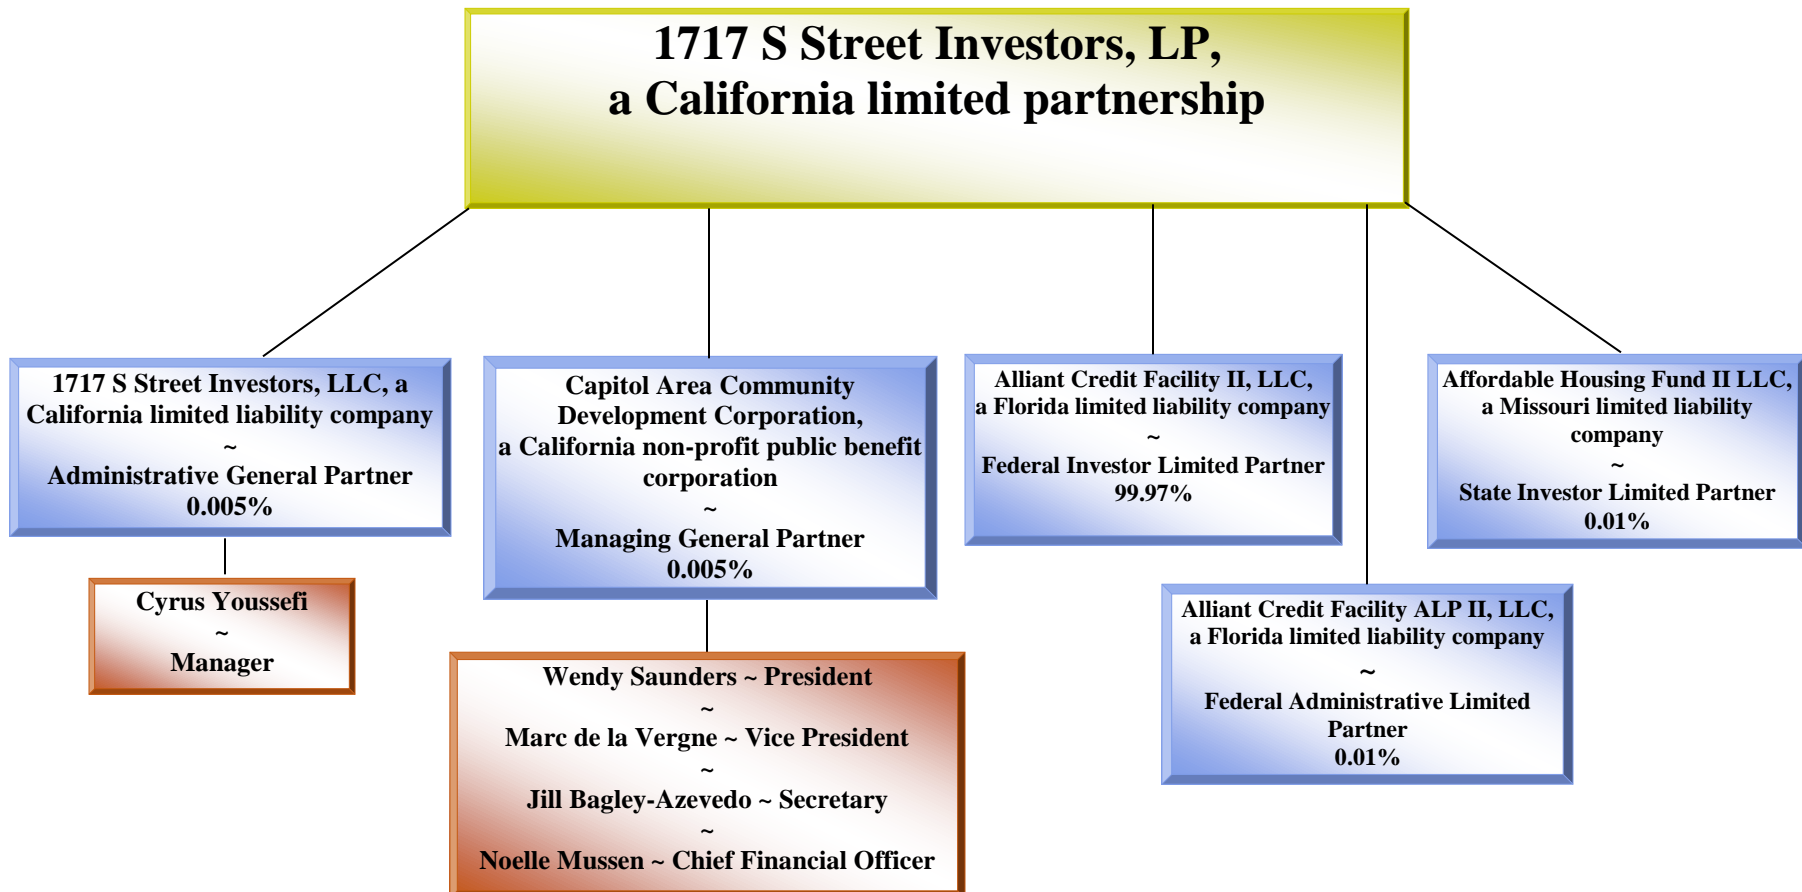 1717 S Street Investors, LP,
a California limited partnership
1717 S Street Investors, LLC, a
California limited liability company
~
Administrative General Partner
0.005%
Cyrus Youssefi
~
Manager
Capitol Area Community
Development Corporation,
a California non-profit public benefit
corporation
~
Managing General Partner
0.005%
Wendy Saunders ~ President
~
Marc de la Vergne ~ Vice President
~
Jill Bagley-Azevedo ~ Secretary
~
Noelle Mussen ~ Chief Financial Officer
Alliant Credit Facility II, LLC,
a Florida limited liability company
~
Federal Investor Limited Partner
99.97%
Alliant Credit Facility ALP II, LLC,
a Florida limited liability company
~
Federal Administrative Limited
Partner
0.01%
Affordable Housing Fund II LLC,
a Missouri limited liability
company
~
State Investor Limited Partner
0.01%